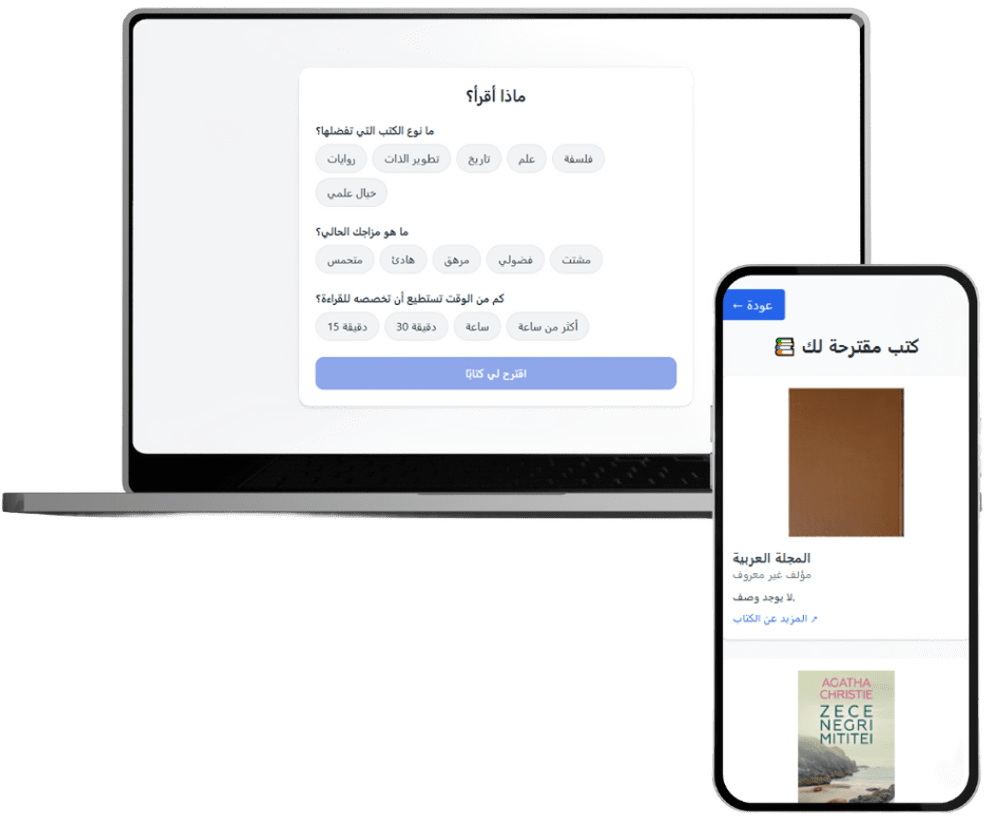 ماذا أقرأ؟
ما نوع الكتب التي تفضلها؟
روايات تطوير الذات تاريخ علم فلسفة
خيال علمي
ما هو مزاجك الحالي؟
متحمس هادئ مرهق فضولي مشتت
كم من الوقت تستطيع أن تخصصه للقراءة؟
15 دقيقة 30 دقيقة ساعة أكثر من ساعة
اقترح لي كتابًا
عودة ←
كتب مقترحة لك 📚
المجلة العربية
مؤلف غير معروف
لا يوجد وصف.
المزيد عن الكتاب ↗
AGATHA
CHRISTIE
ZECE
NEGRI
MITITEI